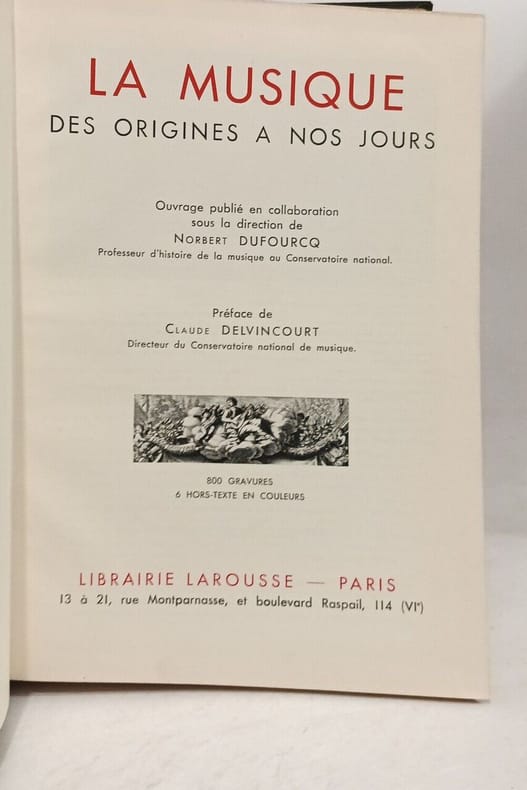 LA MUSIQUE
DES ORIGINES A NOS JOURS
Ouvrage publié en collaboration
sous la direction de
NORBERT DUFOURCQ
Professeur d'histoire de la musique au Conservatoire national.
Préface de
CLAUDE DELVINCOURT
Directeur du Conservatoire national de musique.
800 GRAVURES
6 HORS-TEXTE EN COULEURS
LIBRAIRIE LAROUSSE — PARIS
13 à 21, rue Montparnasse, et boulevard Raspail, 114 (VIᵉ)